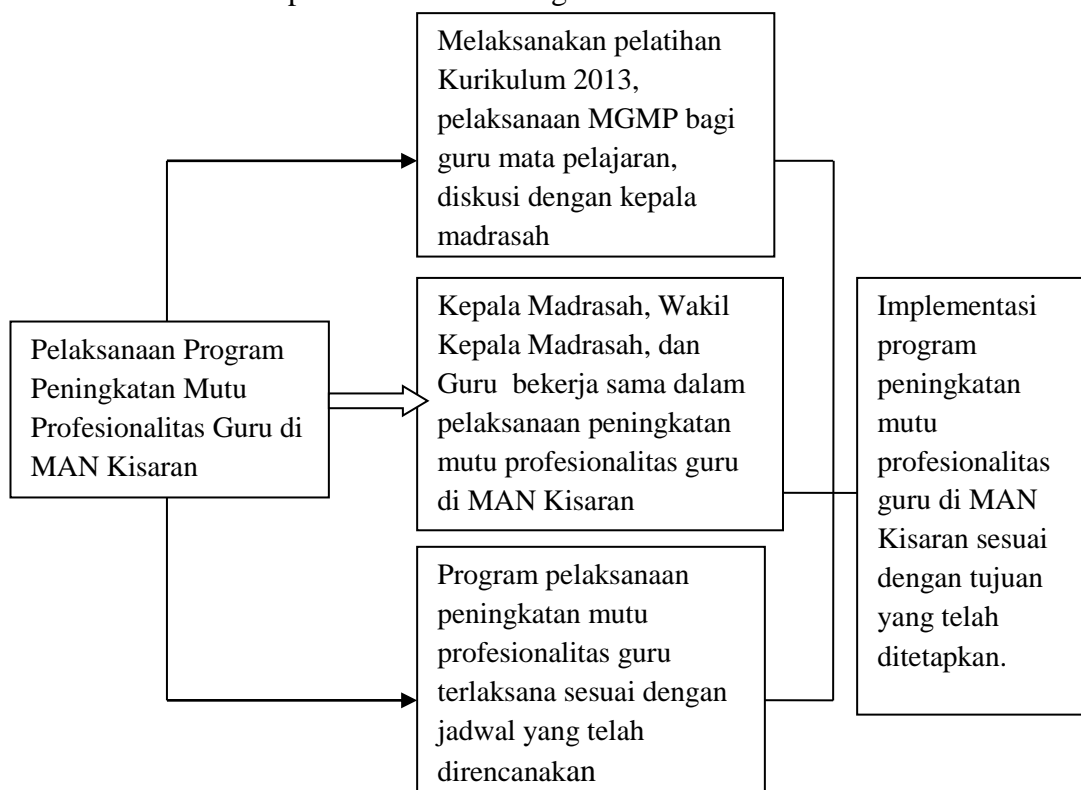 Melaksanakan pelatihan
Kurikulum 2013,
pelaksanaan MGMP bagi
guru mata pelajaran,
diskusi dengan kepala
madrasah
Pelaksanaan Program
Peningkatan Mutu
Profesionalitas Guru di
MAN Kisaran
Kepala Madrasah, Wakil
Kepala Madrasah, dan
Guru bekerja sama dalam
pelaksanaan peningkatan
mutu profesionalitas guru
di MAN Kisaran
Program pelaksanaan
peningkatan mutu
profesionalitas guru
terlaksana sesuai dengan
jadwal yang telah
direncanakan
Implementasi
program
peningkatan
mutu
profesionalitas
guru di MAN
Kisaran sesuai
dengan tujuan
yang telah
ditetapkan.